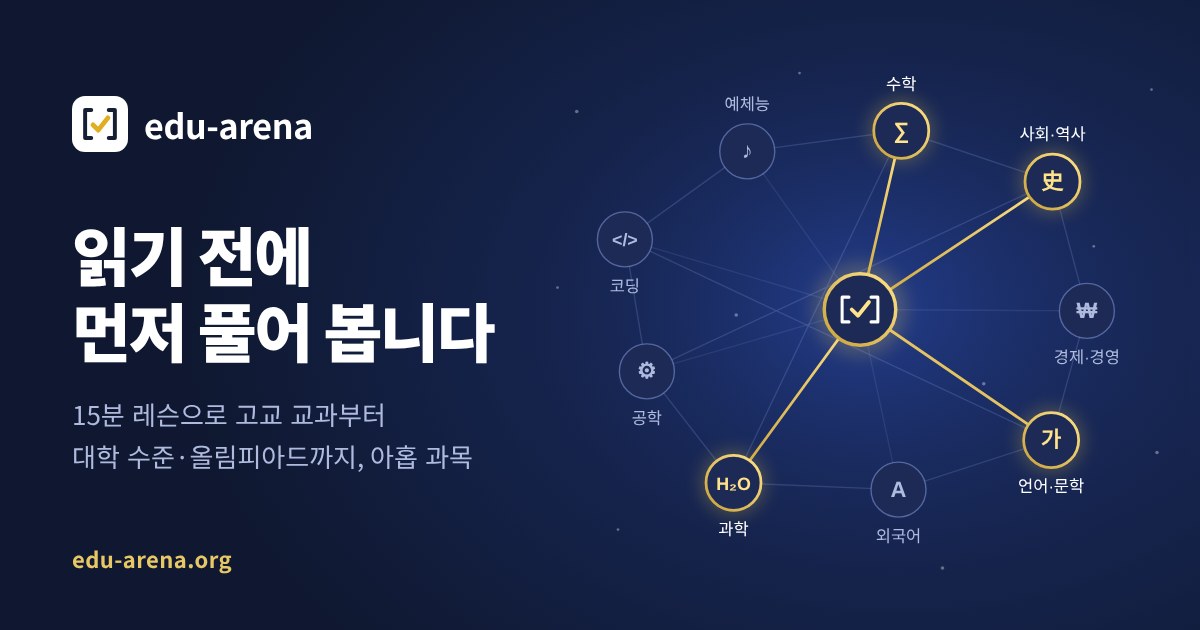 edu-arena
읽기 전에
먼저 풀어 봅니다
15분 레슨으로 고교 교과부터
대학 수준·올림피아드까지, 아홉 과목
edu-arena.org
수학
∑
예체능
♪
사회·역사
史
</>
코딩
₩
경제·경영
⚙
공학
가
언어·문학
H₂O
과학
A
외국어